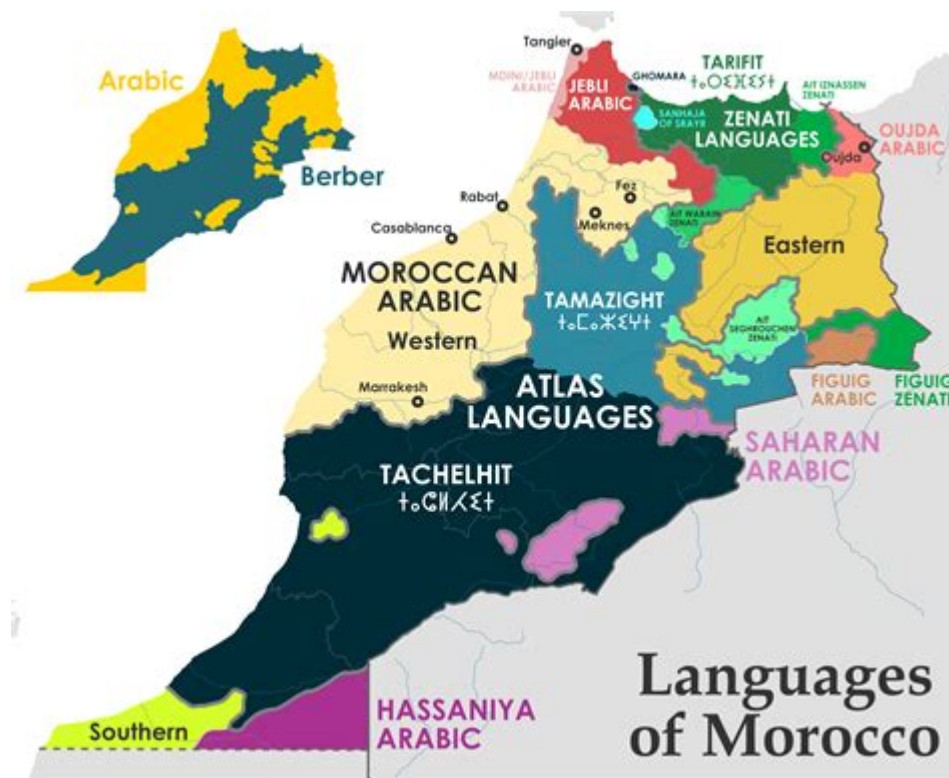 Arabic
Berber
Tangier
MDINI/JEBLI
ARABIC
JEBLI
ARABIC
GHOMARA
TARIFIT
ⵜⴰⵔⵉⴼⵉⵢⵜ
SANHAJA
OF SRAYR
ZENATI
LANGUAGES
AIT IZNASSEN
ZENATI
OUJDA
ARABIC
Oujda
Rabat
Fez
Meknes
Casablanca
AIT WARAIN
ZENATI
Eastern
MOROCCAN
ARABIC
Western
TAMAZIGHT
ⵜⴰⵎⴰⵣⵉⵖⵜ
AIT
SEGHROUCHEN
ZENATI
Marrakesh
ATLAS
LANGUAGES
FIGUIG
ARABIC
FIGUIG
ZENATI
SAHARAN
ARABIC
TACHELHIT
ⵜⴰⵛⵍⵃⵉⵜ
Southern
HASSANIYA
ARABIC
Languages
of Morocco